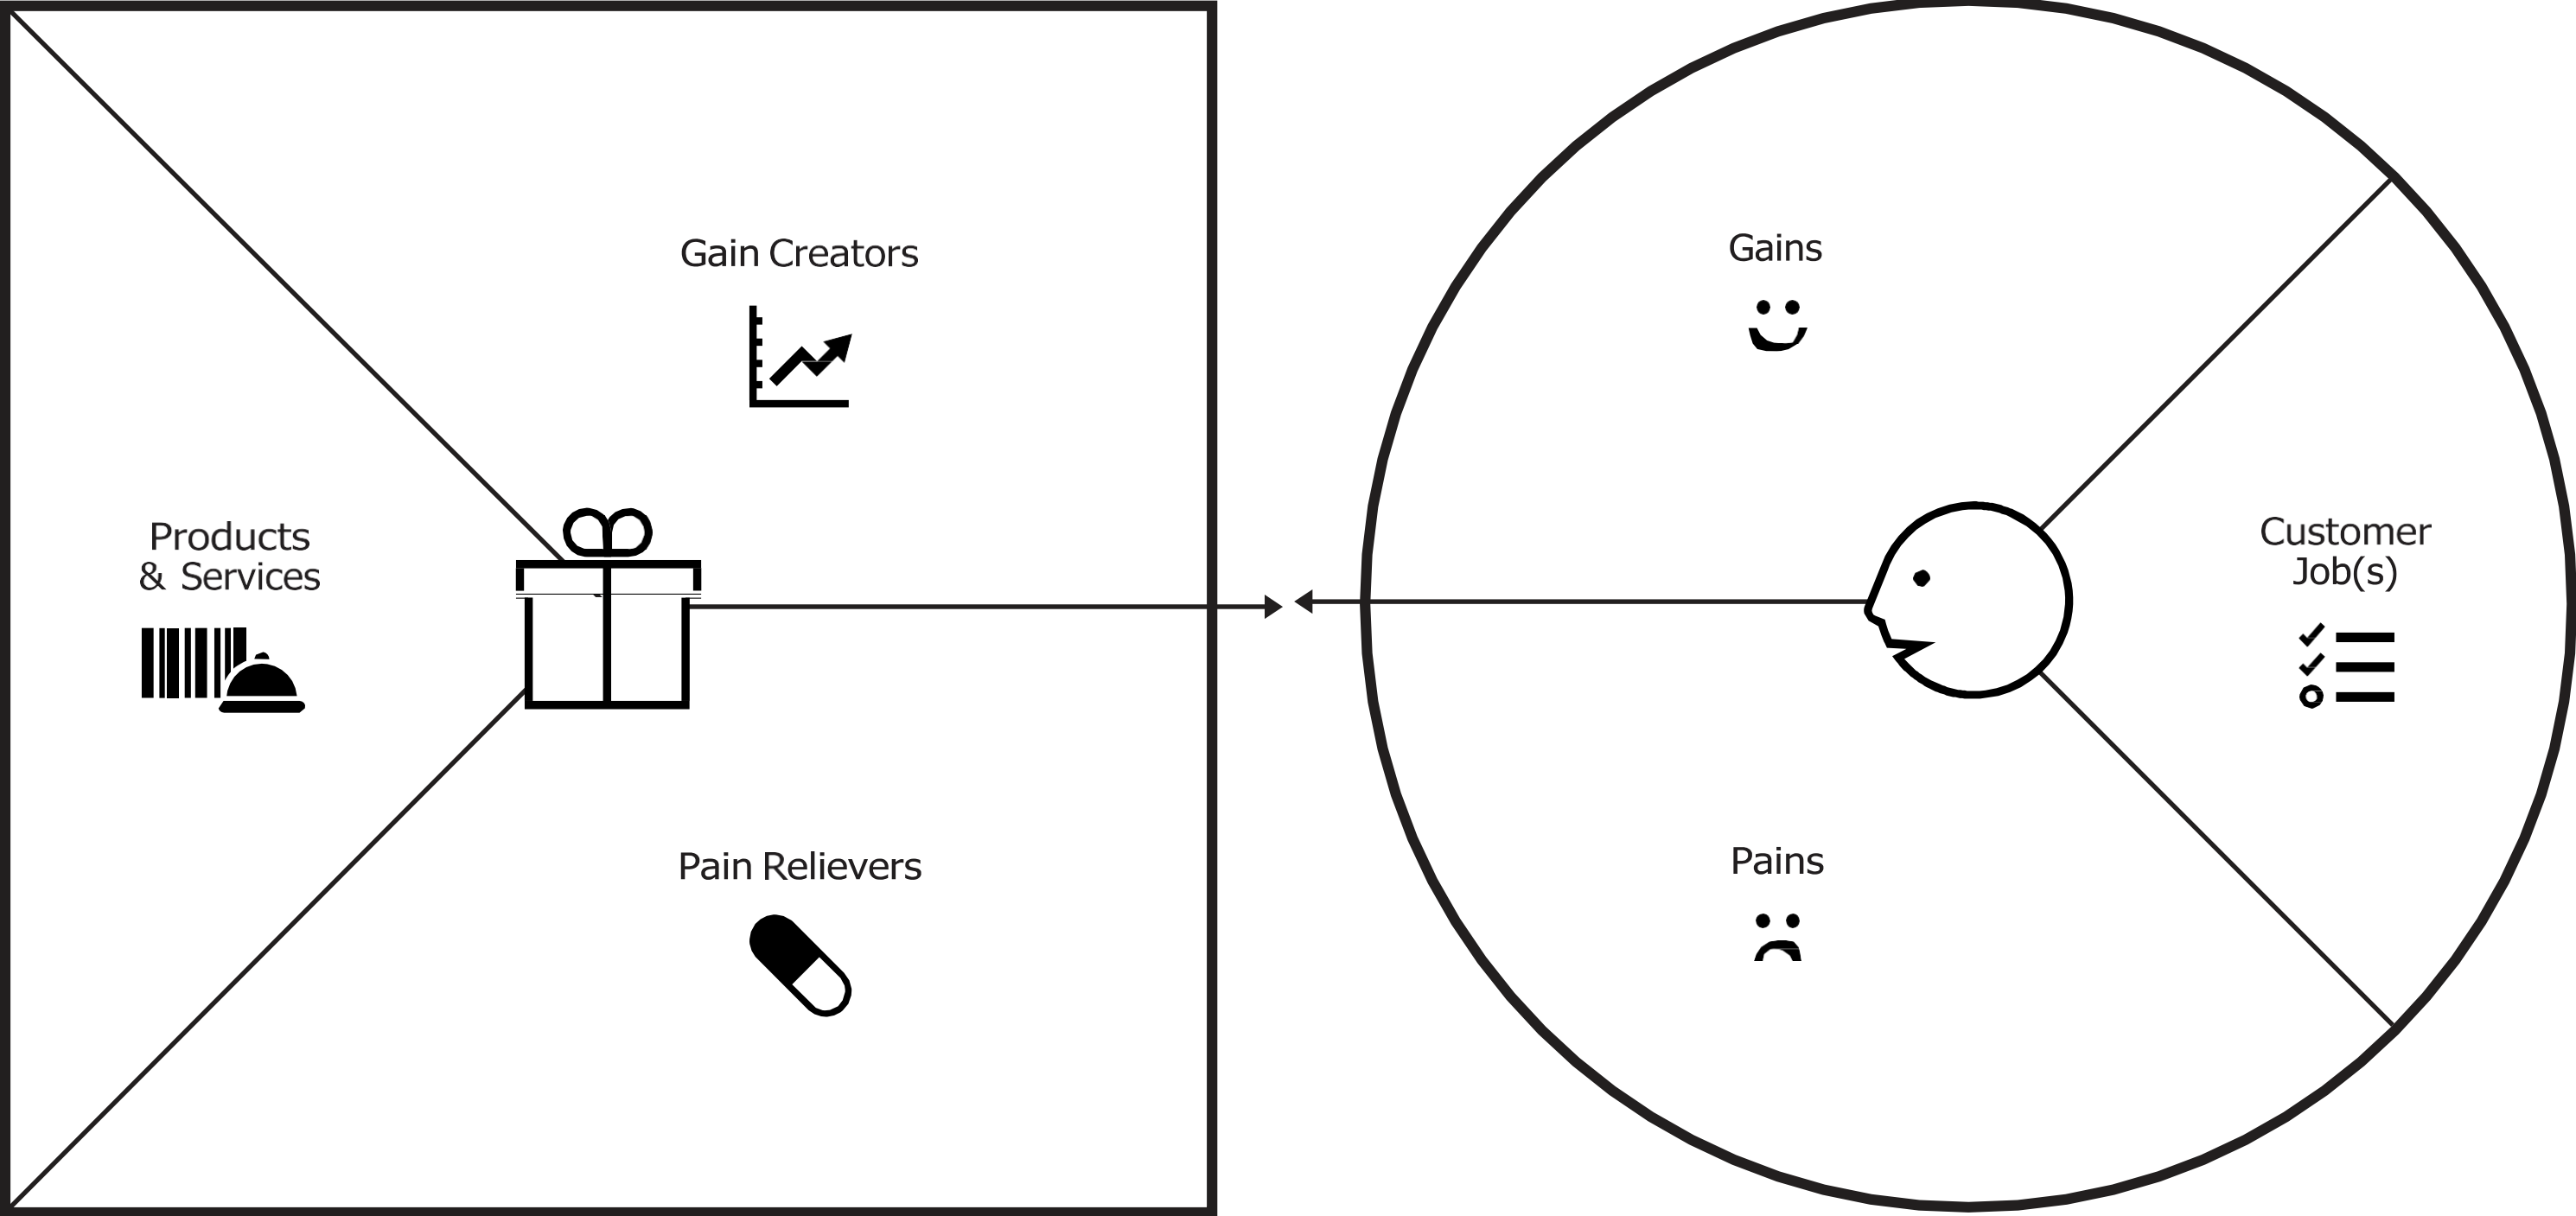 Gain Creators
Gains
Products
& Services
Customer
Job(s)
Pain Relievers
Pains